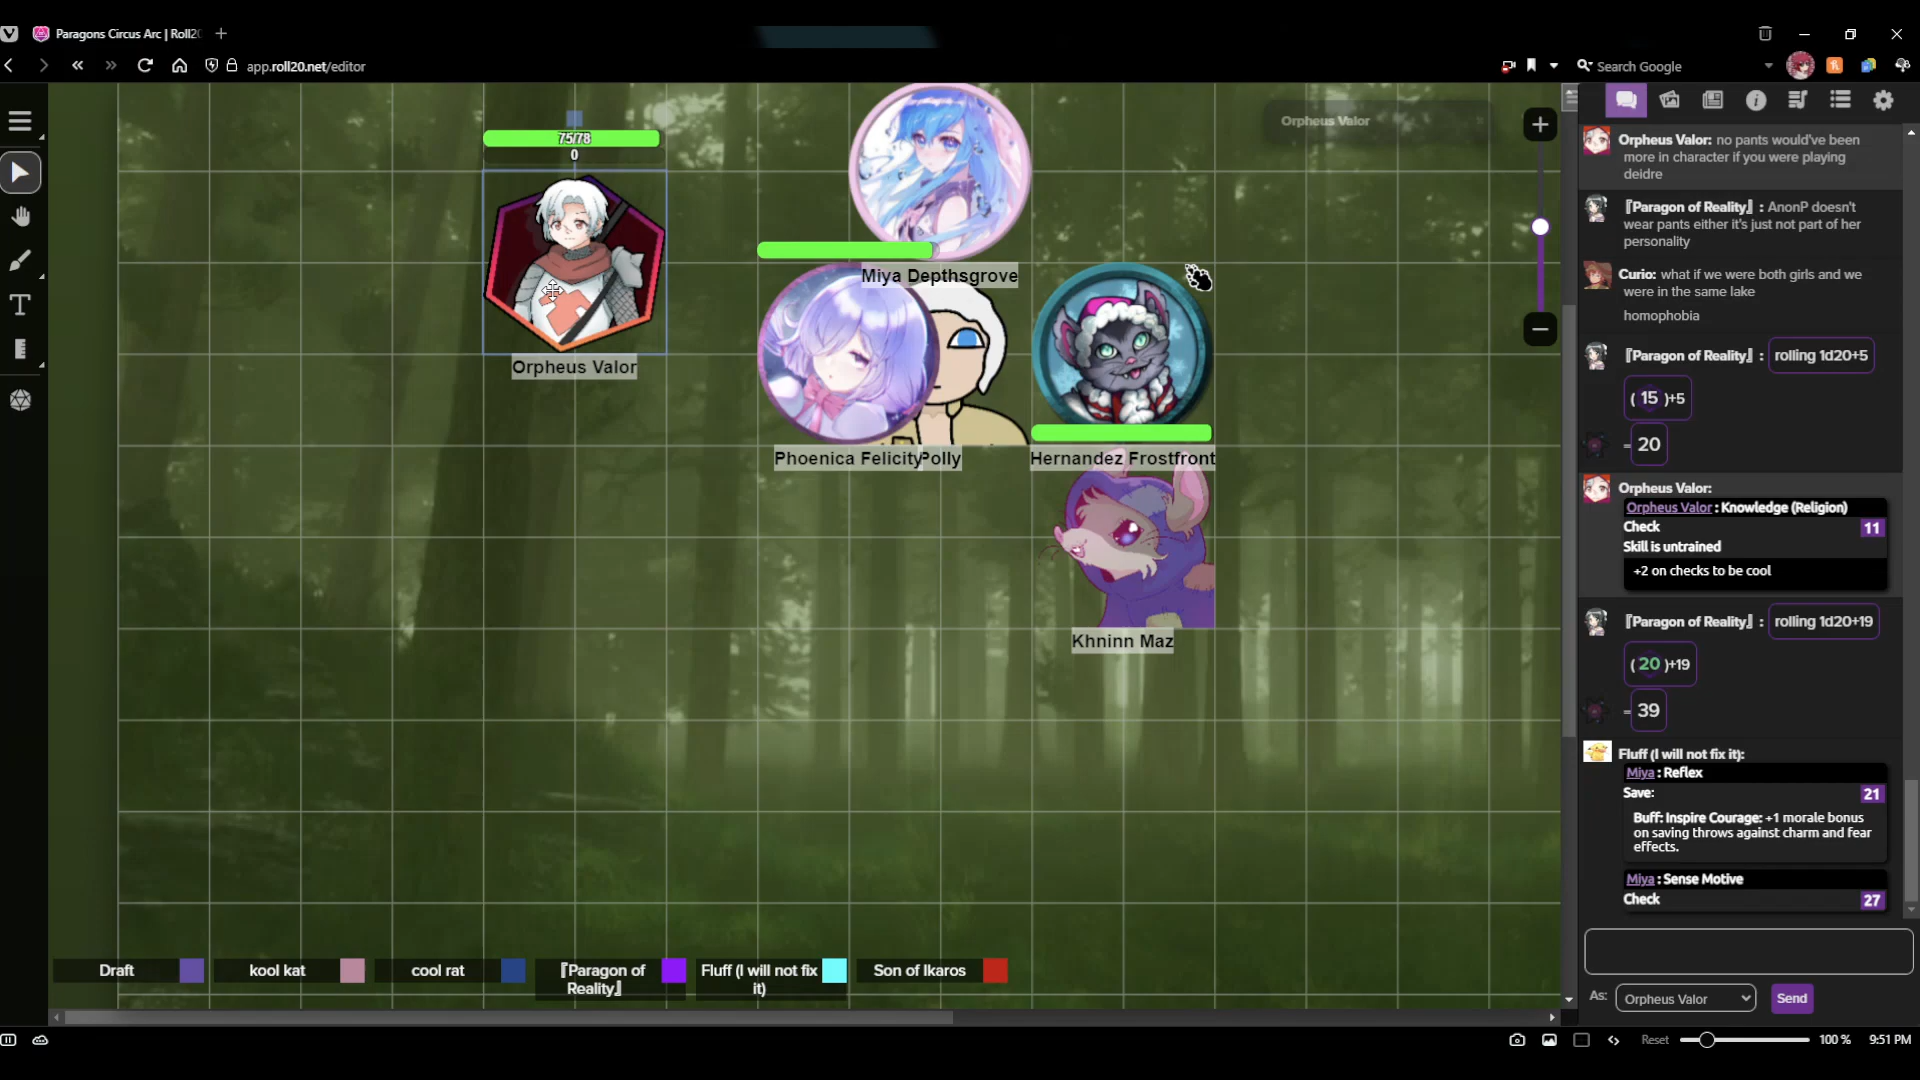 Paragons Circus Arc | Roll20
app.roll20.net/editor
Search Google
75/78
0
Orpheus Valor
Miya Depthsgrove
Orpheus Valor
Phoenica Felicity
Polly
Hernandez Frostfront
Khninn Maz
Orpheus Valor: no pants would've been
more in character if you were playing
deidre
『Paragon of Reality』 : AnonP doesn't
wear pants either it's just not part of her
personality
Curio: what if we were both girls and we
were in the same lake
homophobia
『Paragon of Reality』 : rolling 1d20+5
( 15 )+5
= 20
Orpheus Valor:
Orpheus Valor : Knowledge (Religion)
Check 11
Skill is untrained
+2 on checks to be cool
『Paragon of Reality』 : rolling 1d20+19
( 20 )+19
= 39
Fluff (I will not fix it):
Miya : Reflex
Save: 21
Buff: Inspire Courage: +1 morale bonus
on saving throws against charm and fear
effects.
Miya : Sense Motive
Check 27
Draft
kool kat
cool rat
『Paragon of
Reality』
Fluff (I will not fix
it)
Son of Ikaros
As: Orpheus Valor Send
Reset 100 % 9:51 PM